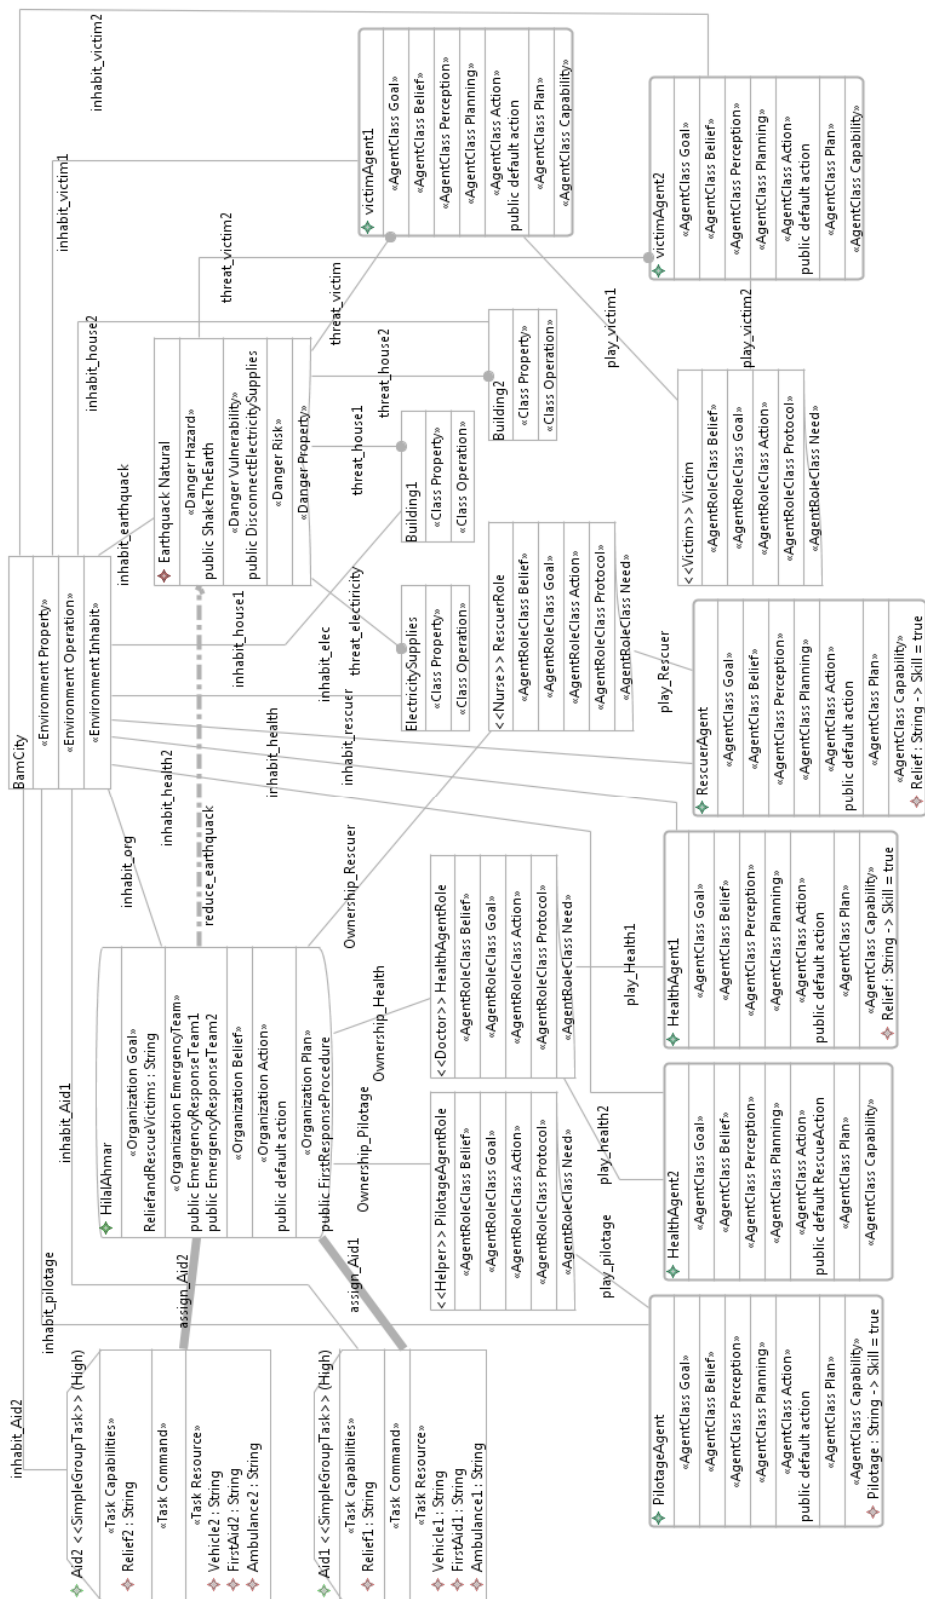 inhabit_Aid2
Aid2 <<SimpleGroupTask>> (High)
«Task Capabilities»
Relief2 : String
«Task Command»
«Task Resource»
Vehicle2 : String
FirstAid2 : String
Ambulance2 : String
Aid1 <<SimpleGroupTask>> (High)
«Task Capabilities»
Relief1 : String
«Task Command»
«Task Resource»
Vehicle1 : String
FirstAid1 : String
Ambulance1 : String
inhabit_pilotage
inhabit_Aid1
assign_Aid2
assign_Aid1
HilalAhmar
«Organization Goal»
ReliefandRescueVictims : String
«Organization EmergencyTeam»
public EmergencyResponseTeam1
public EmergencyResponseTeam2
«Organization Belief»
«Organization Action»
public default action
«Organization Plan»
public FirstResponseProcedure
inhabit_org
inhabit_health2
reduce_earthquack
inhabit_health
inhabit_rescuer
inhabit_elec
inhabit_house1
inhabit_earthquack
inhabit_house2
inhabit_victim1
inhabit_victim2
BamCity
«Environment Property»
«Environment Operation»
«EnvironmentInhabit»
Earthquack Natural
«Danger Hazard»
public ShakeTheEarth
«Danger Vulnerability»
public DisconnectElectricitySupplies
«Danger Risk»
«Danger Property»
threat_victim2
threat_victim
threat_house2
threat_house1
threat_electiricity
ElectricitySupplies
«Class Property»
«Class Operation»
Building1
«Class Property»
«Class Operation»
Building2
«Class Property»
«Class Operation»
victimAgent1
«AgentClass Goal»
«AgentClass Belief»
«AgentClass Perception»
«AgentClass Planning»
«AgentClass Action»
public default action
«AgentClass Plan»
«AgentClass Capability»
victimAgent2
«AgentClass Goal»
«AgentClass Belief»
«AgentClass Perception»
«AgentClass Planning»
«AgentClass Action»
public default action
«AgentClass Plan»
«AgentClass Capability»
play_victim1
play_victim2
<<Victim>> Victim
«AgentRoleClass Belief»
«AgentRoleClass Goal»
«AgentRoleClass Action»
«AgentRoleClass Protocol»
«AgentRoleClass Need»
Ownership_Rescuer
Ownership_Health
Ownership_Pilotage
<<Nurse>> RescuerRole
«AgentRoleClass Belief»
«AgentRoleClass Goal»
«AgentRoleClass Action»
«AgentRoleClass Protocol»
«AgentRoleClass Need»
<<Doctor>> HealthAgentRole
«AgentRoleClass Belief»
«AgentRoleClass Goal»
«AgentRoleClass Action»
«AgentRoleClass Protocol»
«AgentRoleClass Need»
<<Helper>> PilotageAgentRole
«AgentRoleClass Belief»
«AgentRoleClass Goal»
«AgentRoleClass Action»
«AgentRoleClass Protocol»
«AgentRoleClass Need»
play_Rescuer
play_Health1
play_health2
play_pilotage
PilotageAgent
«AgentClass Goal»
«AgentClass Belief»
«AgentClass Perception»
«AgentClass Planning»
«AgentClass Action»
public default action
«AgentClass Plan»
«AgentClass Capability»
Pilotage : String -> Skill = true
HealthAgent2
«AgentClass Goal»
«AgentClass Belief»
«AgentClass Perception»
«AgentClass Planning»
«AgentClass Action»
public default RescueAction
«AgentClass Plan»
«AgentClass Capability»
HealthAgent1
«AgentClass Goal»
«AgentClass Belief»
«AgentClass Perception»
«AgentClass Planning»
«AgentClass Action»
public default action
«AgentClass Plan»
«AgentClass Capability»
Relief : String -> Skill = true
RescuerAgent
«AgentClass Goal»
«AgentClass Belief»
«AgentClass Perception»
«AgentClass Planning»
«AgentClass Action»
public default action
«AgentClass Plan»
«AgentClass Capability»
Relief : String -> Skill = true